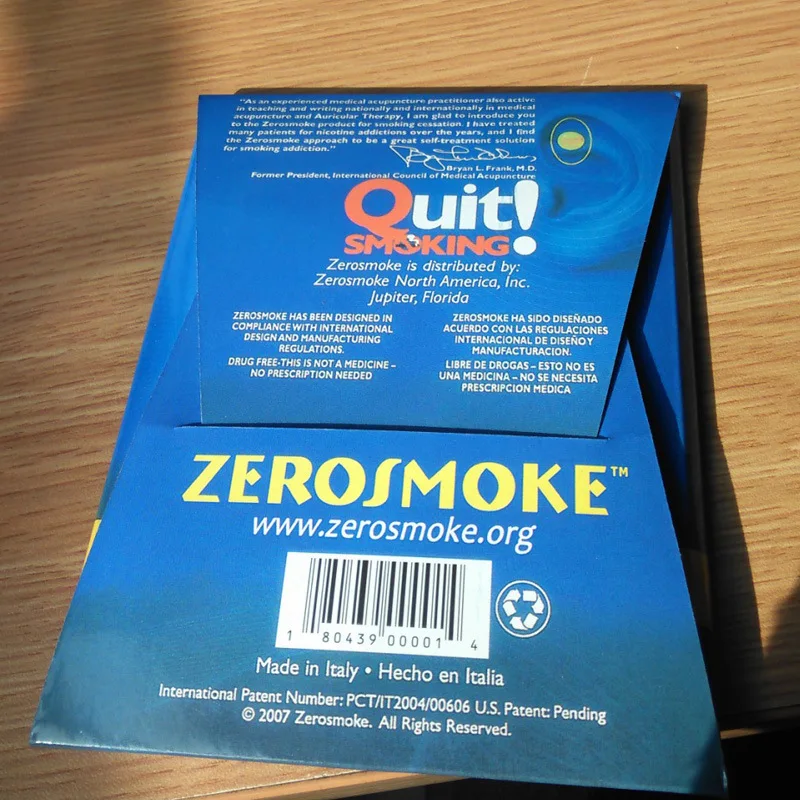 "As an experienced medical acupuncture practitioner also active
in teaching and writing nationally and internationally in medical
acupuncture and Auricular Therapy, I am glad to introduce you
to the Zerosmoke product for smoking cessation. I have treated
many patients for nicotine addictions over the years, and I find
the Zerosmoke approach to be a great self-treatment solution
for smoking addiction."
Bryan L. Frank, M.D.
Former President, International Council of Medical Acupuncture
Quit!
SMOKING
Zerosmoke is distributed by:
Zerosmoke North America, Inc.
Jupiter, Florida
ZEROSMOKE HAS BEEN DESIGNED IN
COMPLIANCE WITH INTERNATIONAL
DESIGN AND MANUFACTURING
REGULATIONS.
DRUG FREE-THIS IS NOT A MEDICINE –
NO PRESCRIPTION NEEDED
ZEROSMOKE HA SIDO DISEÑADO
ACUERDO CON LAS REGULACIONES
INTERNACIONAL DE DISEÑO Y
MANUFACTURACION.
LIBRE DE DROGAS – ESTO NO ES
UNA MEDICINA – NO SE NECESITA
PRESCRIPCION MEDICA
ZEROSMOKE™
www.zerosmoke.org
1 80439 00001 4
Made in Italy • Hecho en Italia
International Patent Number: PCT/IT2004/00606 U.S. Patent: Pending
© 2007 Zerosmoke. All Rights Reserved.